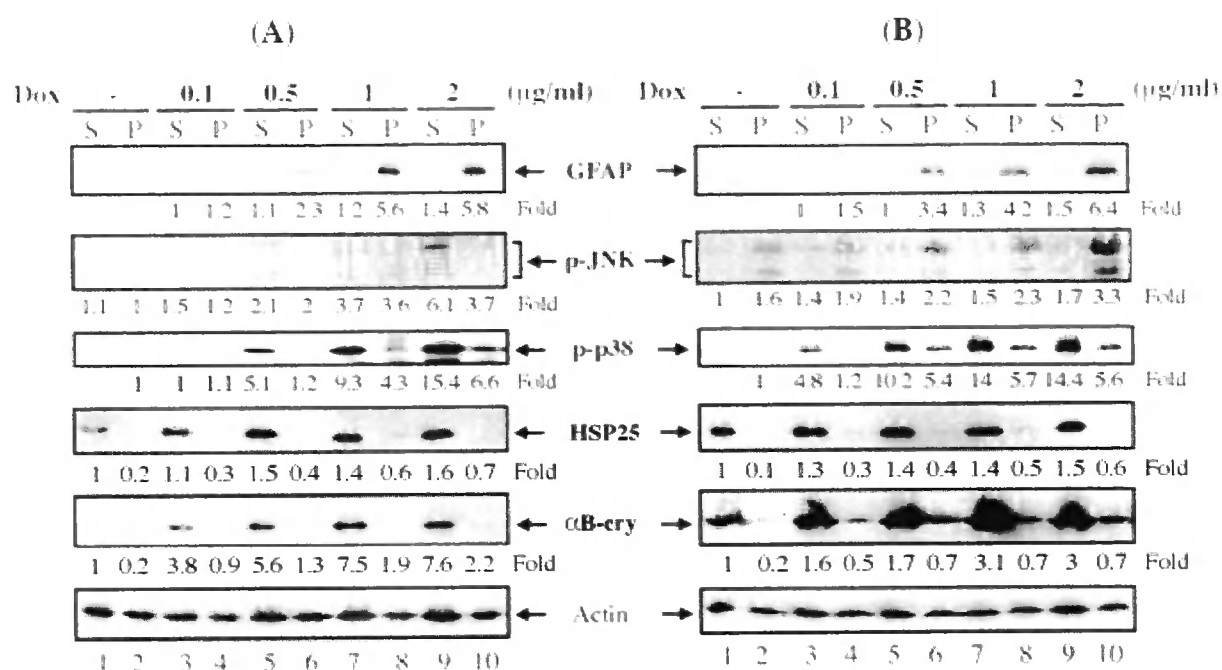 (A) (B)
Dox - 0.1 0.5 1 2 (μg/ml) Dox - 0.1 0.5 1 2 (μg/ml)
S P S P S P S P S P S P S P S P S P S P
GFAP
1 1.2 1.1 2.3 1.2 5.6 1.4 5.8 Fold 1 1.5 1 3.4 1.3 4.2 1.5 6.4
p-JNK
1.1 1 1.5 1.2 2.1 2 3.7 3.6 6.1 3.7 Fold 1 1.6 1.4 1.9 1.4 2.2 1.5 2.3 1.7 3.3
p-p38
1 1 1.1 5.1 1.2 9.3 4.3 15.4 6.6 Fold 1 4.8 1.2 10.2 5.4 14 5.7 14.4 5.6 Fold
HSP25
1 0.2 1.1 0.3 1.5 0.4 1.4 0.6 1.6 0.7 Fold 1 0.1 1.3 0.3 1.4 0.4 1.4 0.5 1.5 0.6 Fold
αB-cry
1 0.2 3.8 0.9 5.6 1.3 7.5 1.9 7.6 2.2 Fold 1 0.2 1.6 0.5 1.7 0.7 3.1 0.7 3 0.7
Actin
1 2 3 4 5 6 7 8 9 10 1 2 3 4 5 6 7 8 9 10